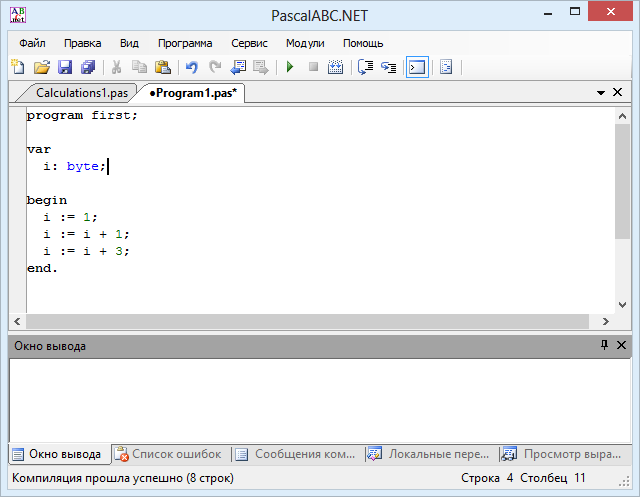 PascalABC.NET
Файл Правка Вид Программа Сервис Модули Помощь
Calculations1.pas •Program1.pas*
program first;
var
i: byte;
begin
i := 1;
i := i + 1;
i := i + 3;
end.
Окно вывода
Окно вывода Список ошибок Сообщения ком... Локальные пере... Просмотр выра...
Компиляция прошла успешно (8 строк) Строка 4 Столбец 11